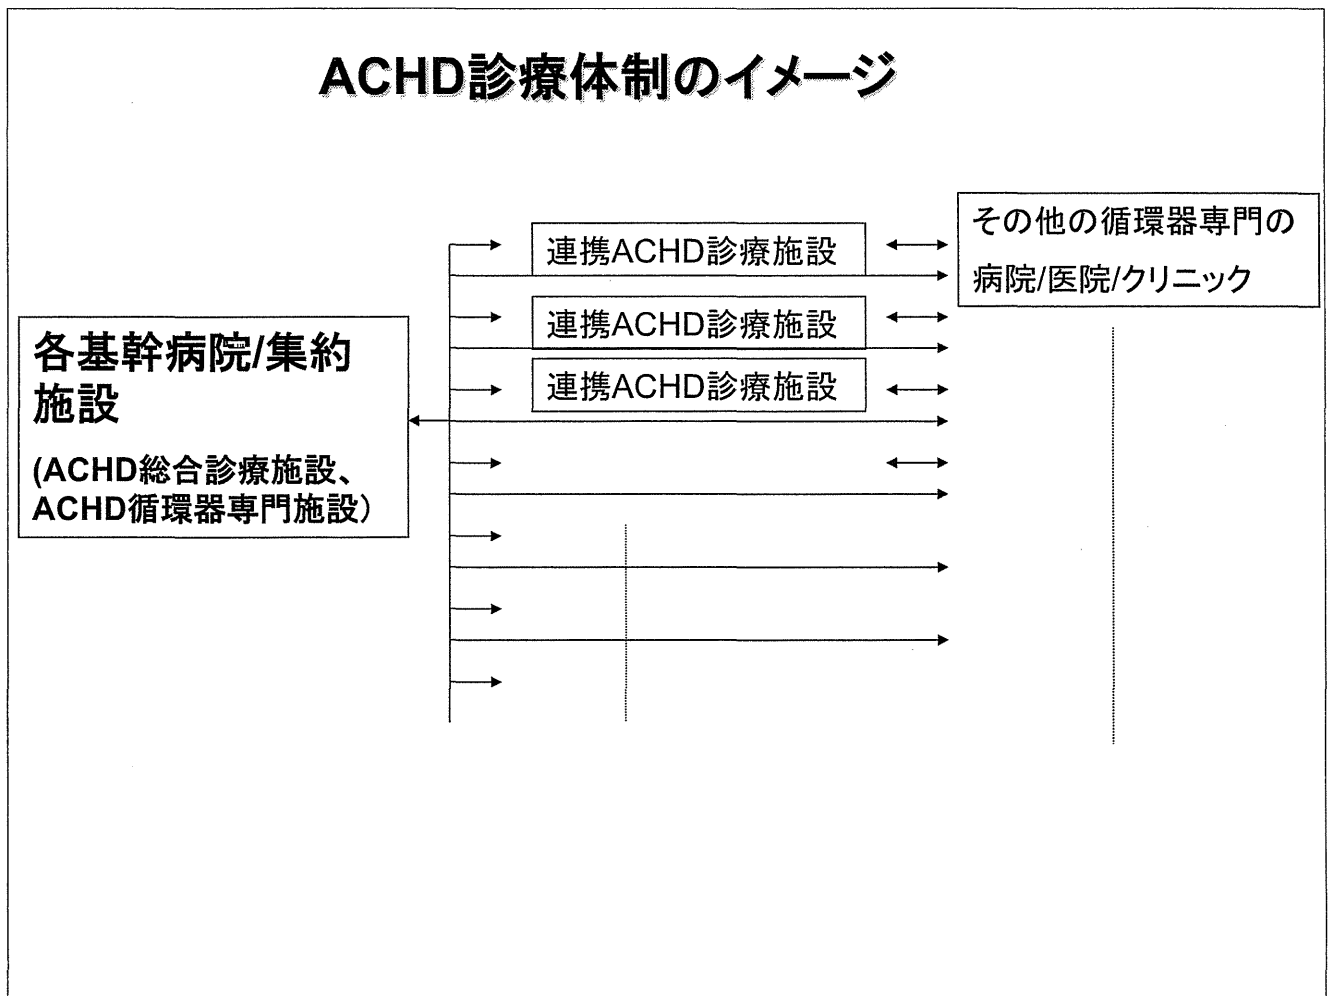 ACHD診療体制のイメージ
その他の循環器専門の
病院/医院/クリニック
連携ACHD診療施設
連携ACHD診療施設
連携ACHD診療施設
各基幹病院/集約
施設
(ACHD総合診療施設、
ACHD循環器専門施設)